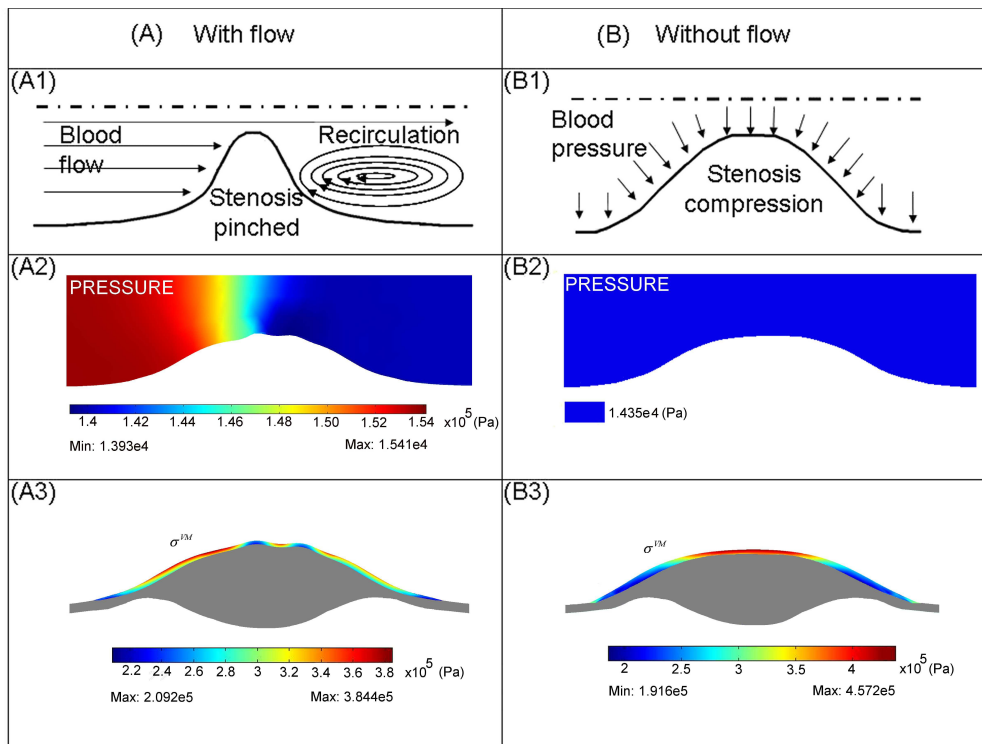 (A) With flow
(B) Without flow
(A1)
Blood flow
Recirculation
Stenosis pinched
(B1)
Blood pressure
Stenosis compression
(A2)
PRESSURE
1.4 1.42 1.44 1.46 1.48 1.50 1.52 1.54 x10^5 (Pa)
Min: 1.393e4 Max: 1.541e4
(B2)
PRESSURE
1.435e4 (Pa)
(A3)
σ^VM
2.2 2.4 2.6 2.8 3 3.2 3.4 3.6 3.8 x10^5 (Pa)
Max: 2.092e5 Max: 3.844e5
(B3)
σ^VM
2 2.5 3 3.5 4 x10^5 (Pa)
Min: 1.916e5 Max: 4.572e5